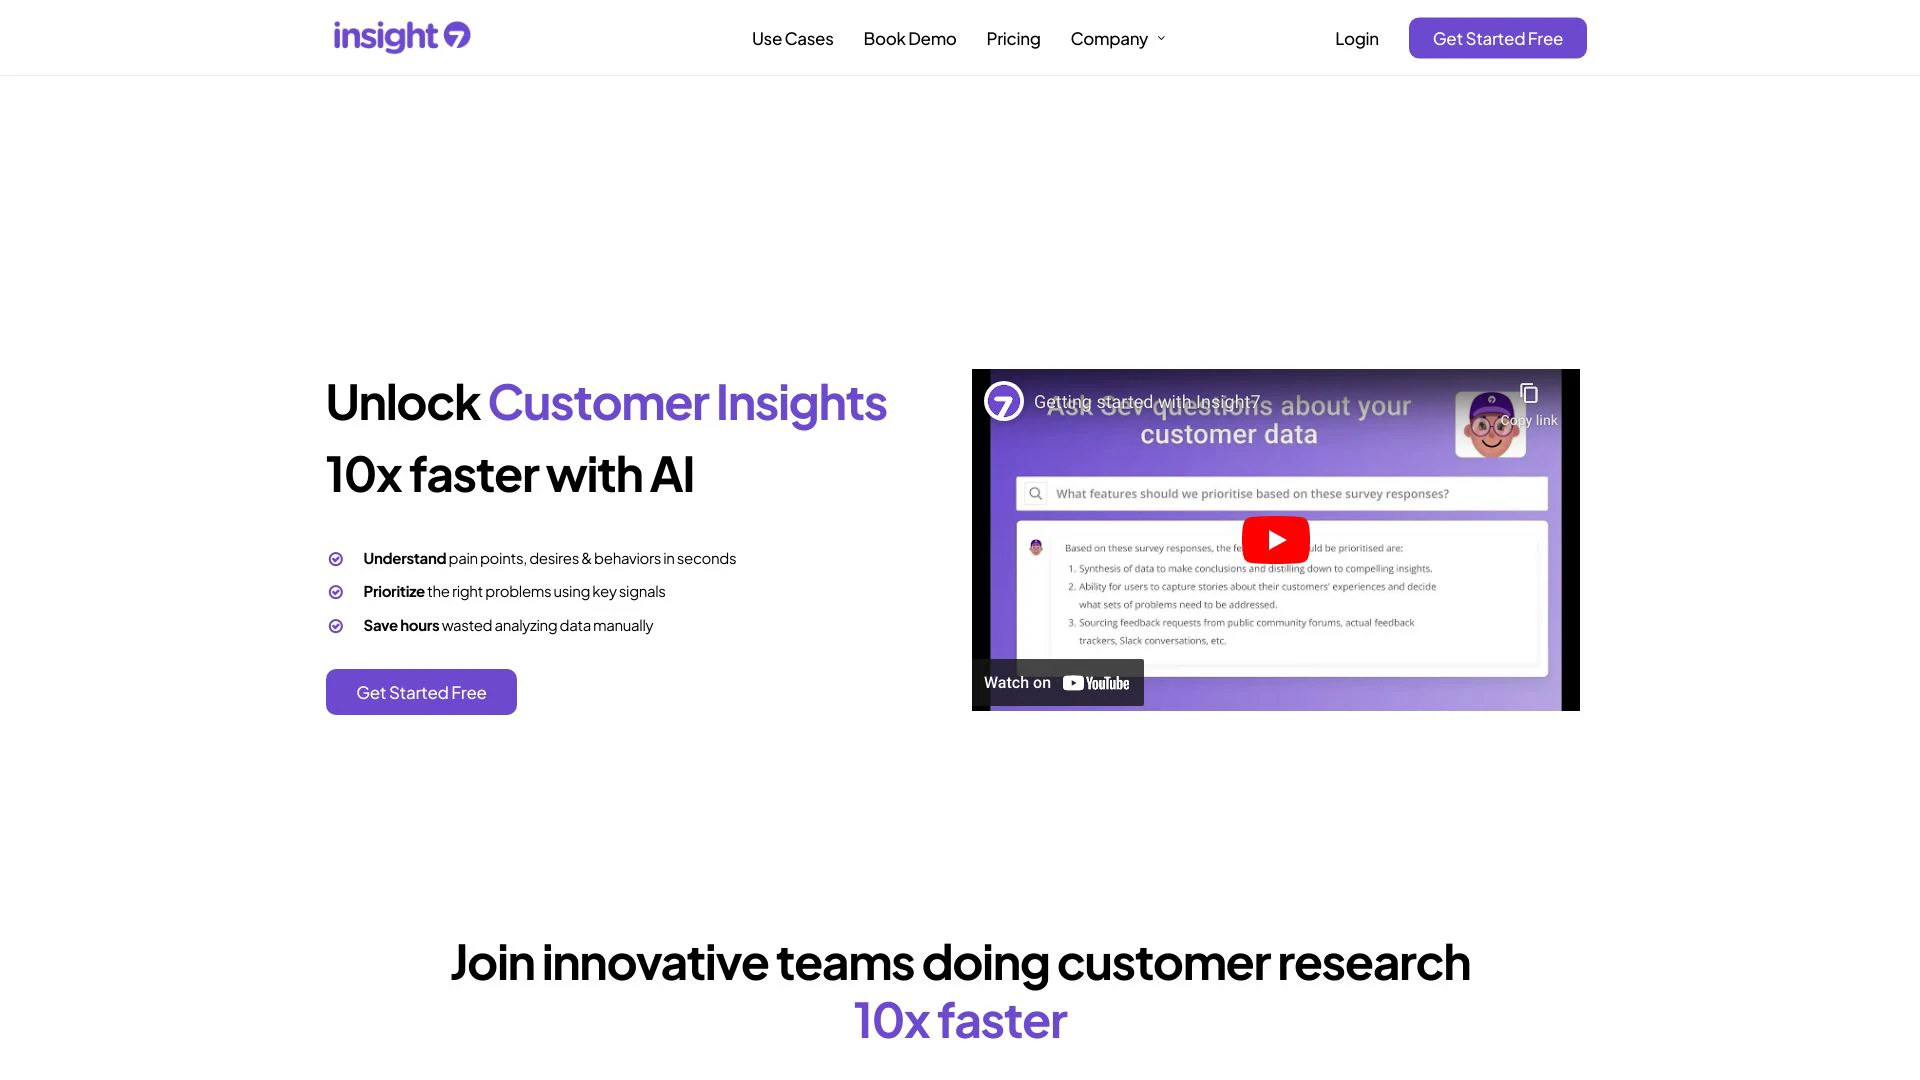 insight 7
Use Cases
Book Demo
Pricing
Company
Login
Get Started Free
Unlock Customer Insights
10x faster with AI
Understand pain points, desires & behaviors in seconds
Prioritize the right problems using key signals
Save hours wasted analyzing data manually
Get Started Free
Getting started with Insight7
Copy link
Ask Sev questions about your
customer data
What features should we prioritise based on these survey responses?
Based on these survey responses, the be prioritised are:
1. Synthesis of data to make conclusions and distilling down to compelling insights.
2. Ability for users to capture stories about their customers' experiences and decide
what sets of problems need to be addressed.
3. Sourcing feedback requests from public community forums, actual feedback
trackers, Slack conversations, etc.
Watch on YouTube
Join innovative teams doing customer research
10x faster